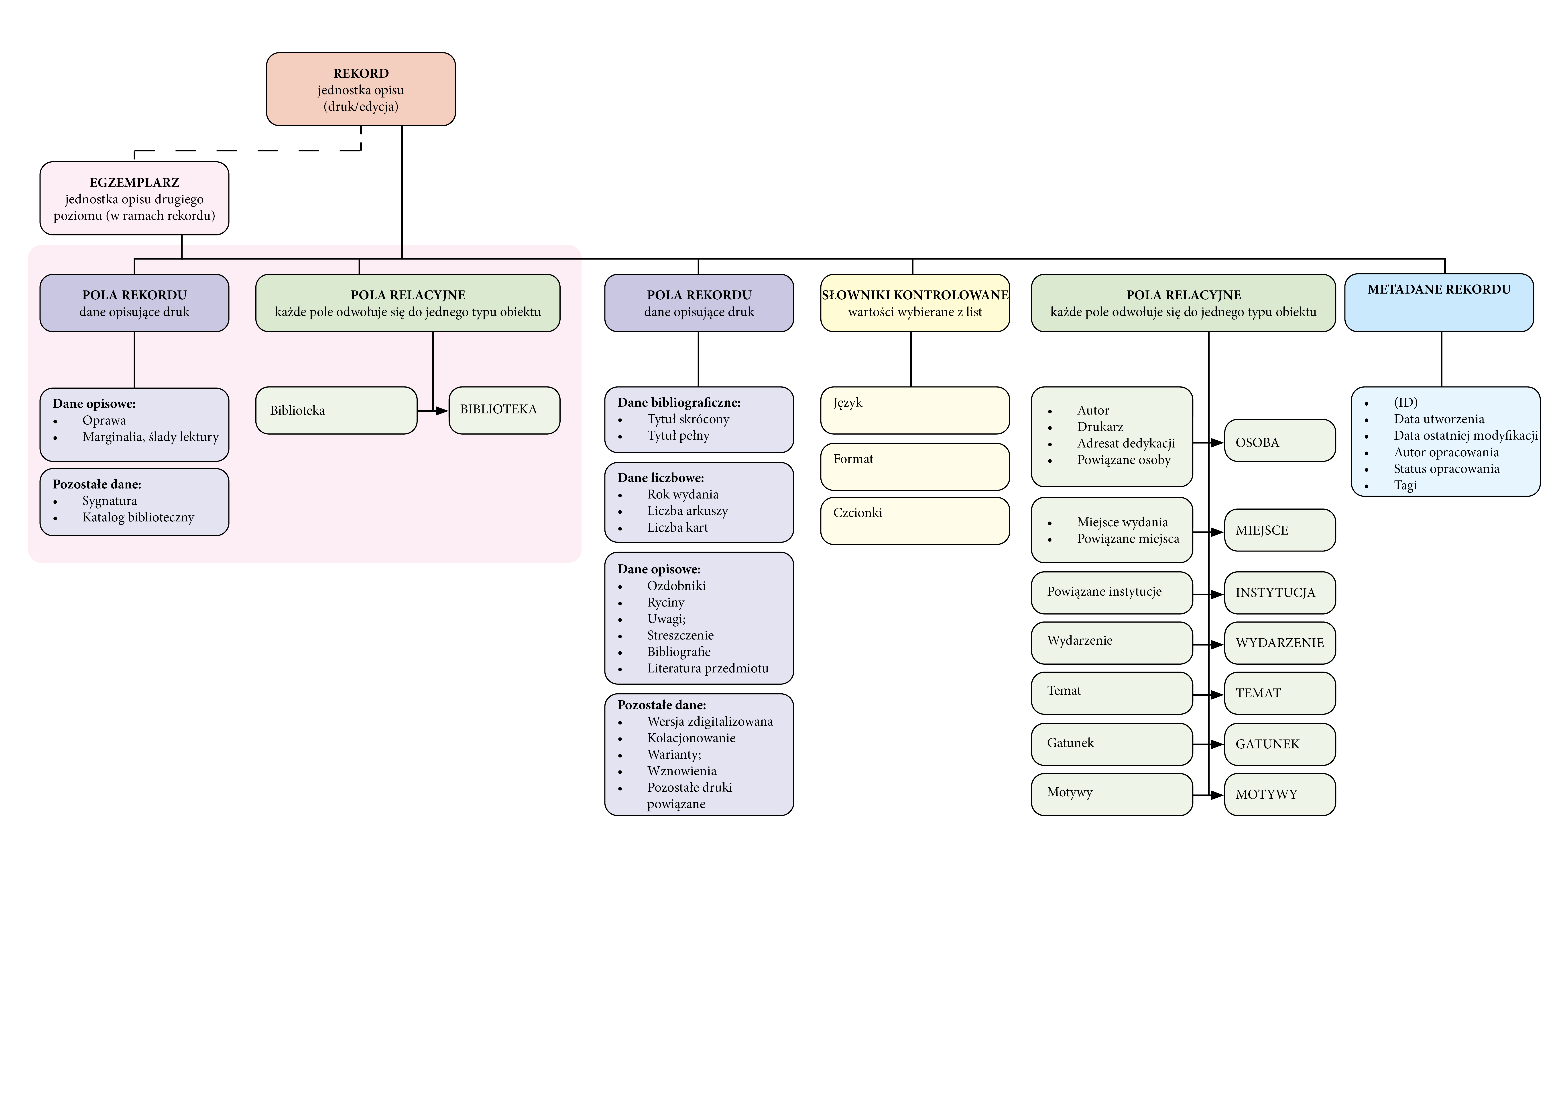 REKORD
jednostka opisu
(druk/edycja)
EGZEMPLARZ
jednostka opisu drugiego
poziomu (w ramach rekordu)
POLA REKORDU
dane opisujące druk
Dane opisowe:
• Oprawa
• Marginalia, ślady lektury
Pozostałe dane:
• Sygnatura
• Katalog biblioteczny
POLA RELACYJNE
każde pole odwołuje się do jednego typu obiektu
Biblioteka
BIBLIOTEKA
POLA REKORDU
dane opisujące druk
Dane bibliograficzne:
• Tytuł skrócony
• Tytuł pełny
Dane liczbowe:
• Rok wydania
• Liczba arkuszy
• Liczba kart
Dane opisowe:
• Ozdobniki
• Ryciny
• Uwagi;
• Streszczenie
• Bibliografie
• Literatura przedmiotu
Pozostałe dane:
• Wersja zdigitalizowana
• Kolacjonowanie
• Warianty;
• Wznowienia
• Pozostałe druki
powiązane
SŁOWNIKI KONTROLOWANE
wartości wybierane z list
Język
Format
Czcionki
POLA RELACYJNE
każde pole odwołuje się do jednego typu obiektu
• Autor
• Drukarz
• Adresat dedykacji
• Powiązane osoby
OSOBA
• Miejsce wydania
• Powiązane miejsca
MIEJSCE
Powiązane instytucje
INSTYTUCJA
Wydarzenie
WYDARZENIE
Temat
TEMAT
Gatunek
GATUNEK
Motywy
MOTYWY
METADANE REKORDU
• (ID)
• Data utworzenia
• Data ostatniej modyfikacji
• Autor opracowania
• Status opracowania
• Tagi